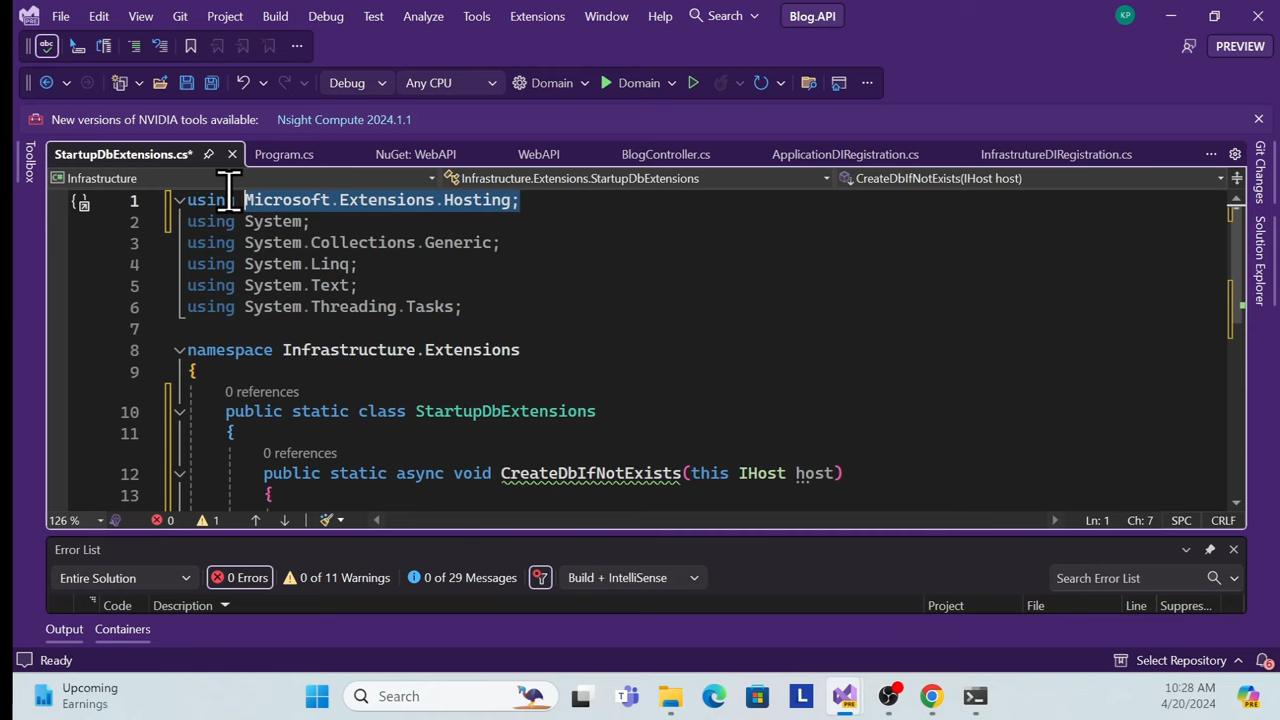 File Edit View Git Project Build Debug Test Analyze Tools Extensions Window Help Search Blog.API KP
PREVIEW
Debug Any CPU Domain Domain
New versions of NVIDIA tools available: Nsight Compute 2024.1.1
Toolbox
StartupDbExtensions.cs* Program.cs NuGet: WebAPI WebAPI BlogController.cs ApplicationDIRegistration.cs InfrastrutureDIRegistration.cs
Infrastructure Infrastructure.Extensions.StartupDbExtensions CreateDbIfNotExists(IHost host)
1 using Microsoft.Extensions.Hosting;
2 using System;
3 using System.Collections.Generic;
4 using System.Linq;
5 using System.Text;
6 using System.Threading.Tasks;
7
8 namespace Infrastructure.Extensions
9 {
0 references
10 public static class StartupDbExtensions
11 {
0 references
12 public static async void CreateDbIfNotExists(this IHost host)
13 {
126 % 0 1 Ln: 1 Ch: 7 SPC CRLF
Git Changes
Solution Explorer
Error List
Entire Solution 0 Errors 0 of 11 Warnings 0 of 29 Messages Build + IntelliSense Search Error List
Code Description Project File Line Suppres...
Output Containers
Ready Select Repository 6
Upcoming
Earnings
Search
PRE
10:28 AM
4/20/2024
PRE